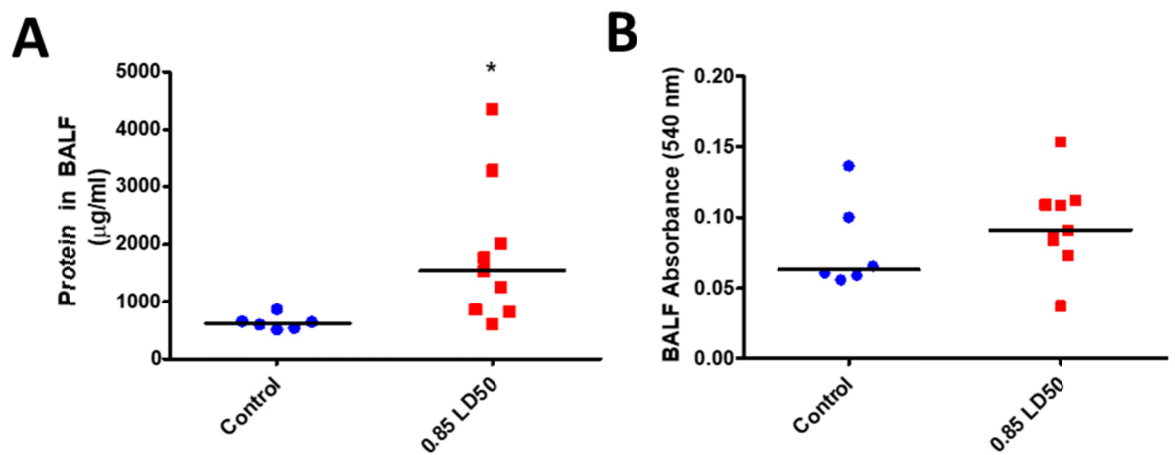 A
Protein in BALF
(μg/ml)
5000
4000
3000
2000
1000
0
*
Control
0.85 LD50
B
BALF Absorbance (540 nm)
0.20
0.15
0.10
0.05
0.00
Control
0.85 LD50